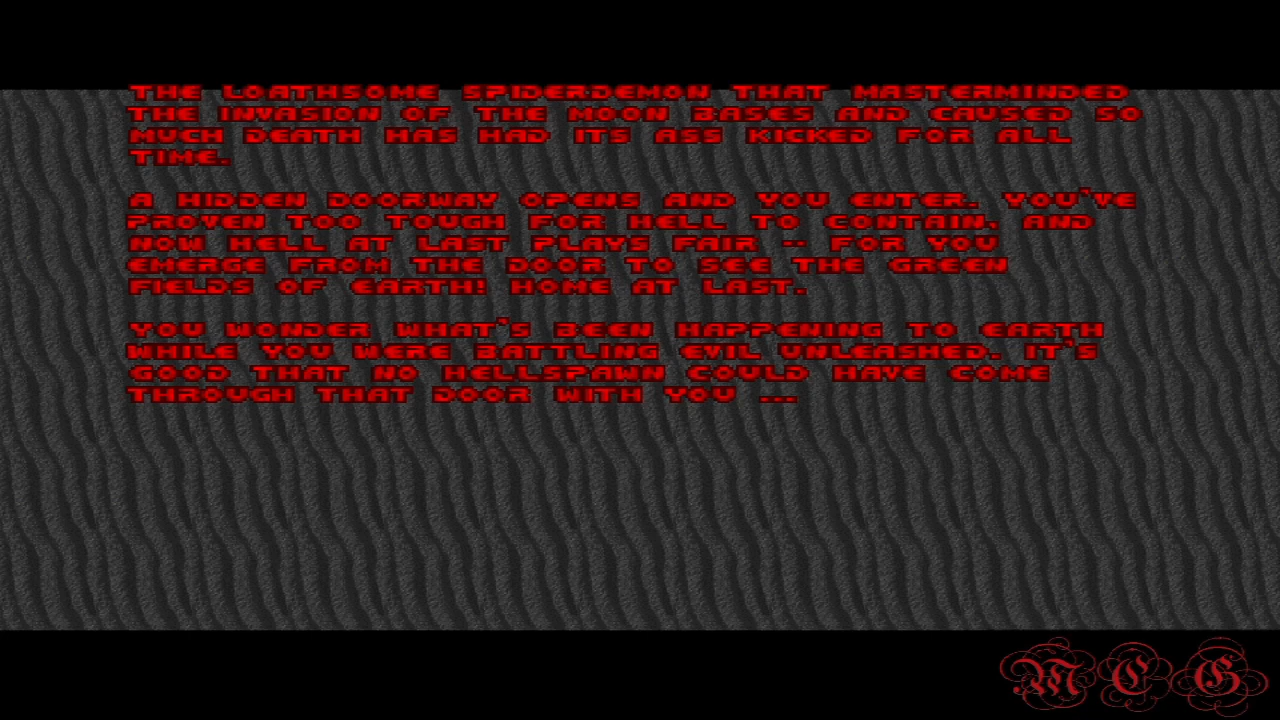 THE LOATHSOME SPIDERDEMON THAT MASTERMINDED
THE INVASION OF THE MOON BASES AND CAUSED SO
MUCH DEATH HAS HAD ITS ASS KICKED FOR ALL
TIME.
A HIDDEN DOORWAY OPENS AND YOU ENTER. YOU'VE
PROVEN TOO TOUGH FOR HELL TO CONTAIN, AND
NOW HELL AT LAST PLAYS FAIR -- FOR YOU
EMERGE FROM THE DOOR TO SEE THE GREEN
FIELDS OF EARTH! HOME AT LAST.
YOU WONDER WHAT'S BEEN HAPPENING TO EARTH
WHILE YOU WERE BATTLING EVIL UNLEASHED. IT'S
GOOD THAT NO HELLSPAWN COULD HAVE COME
THROUGH THAT DOOR WITH YOU ...
MCG